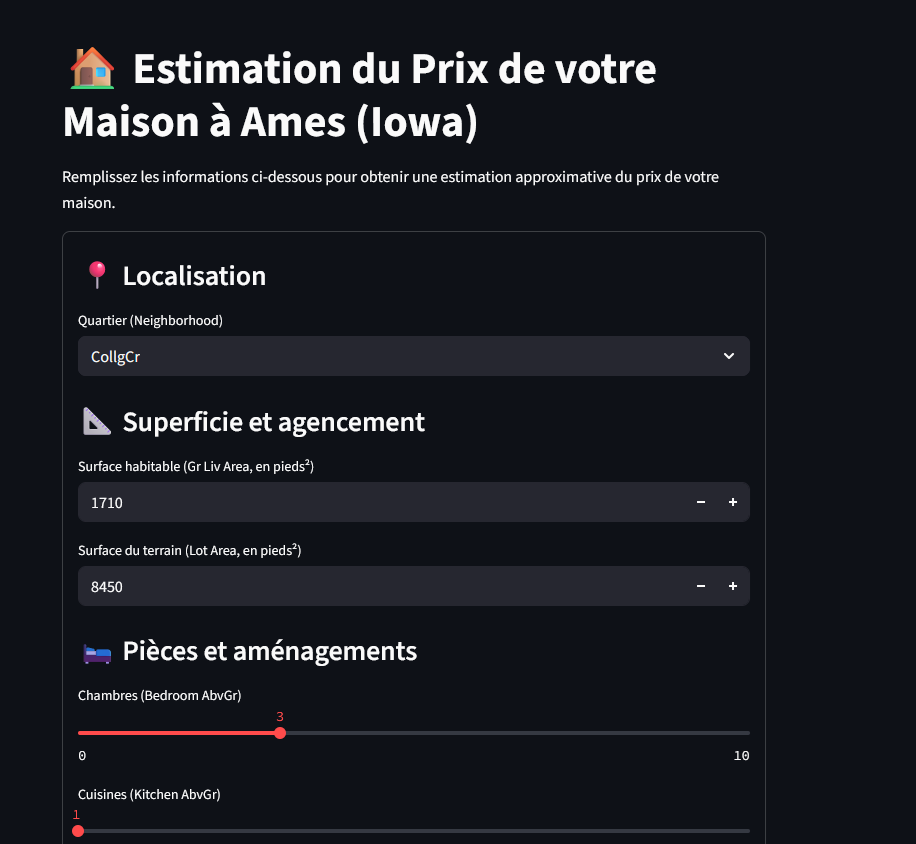 Estimation du Prix de votre
Maison à Ames (Iowa)
Remplissez les informations ci-dessous pour obtenir une estimation approximative du prix de votre
maison.
Localisation
Quartier (Neighborhood)
CollgCr
Superficie et agencement
Surface habitable (Gr Liv Area, en pieds²)
1710
Surface du terrain (Lot Area, en pieds²)
8450
Pièces et aménagements
Chambres (Bedroom AbvGr)
3
0 10
Cuisines (Kitchen AbvGr)
1